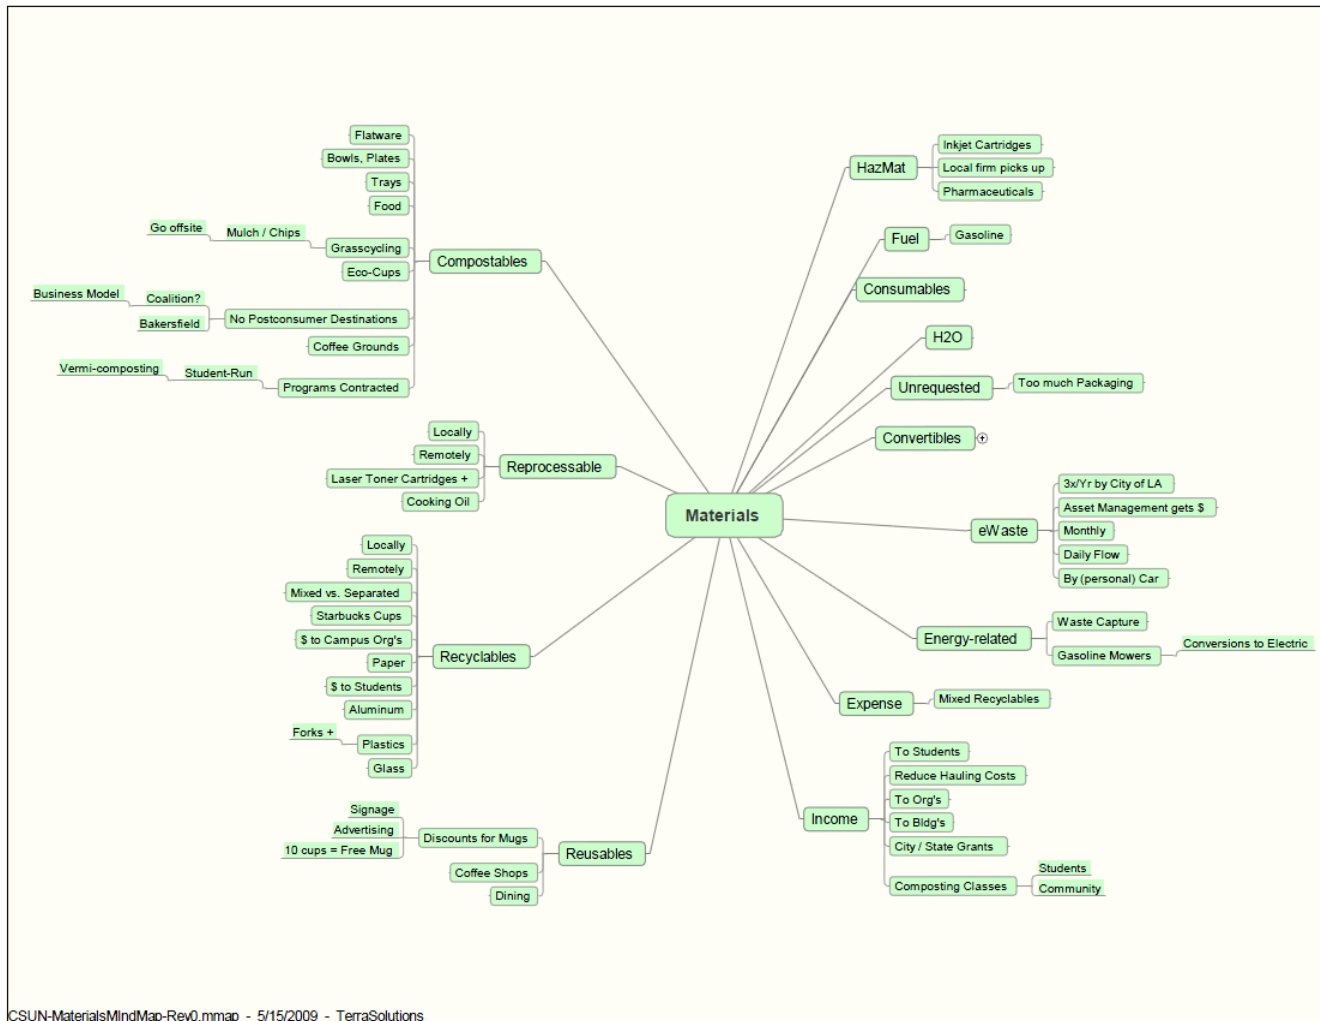 Materials
HazMat
Inkjet Cartridges
Local firm picks up
Pharmaceuticals
Fuel
Gasoline
Consumables
H2O
Unrequested
Too much Packaging
Convertibles
eWaste
3x/Yr by City of LA
Asset Management gets $
Monthly
Daily Flow
By (personal) Car
Energy-related
Waste Capture
Gasoline Mowers
Conversions to Electric
Expense
Mixed Recyclables
Income
To Students
Reduce Hauling Costs
To Org's
To Bldg's
City / State Grants
Composting Classes
Students
Community
Compostables
Flatware
Bowls, Plates
Trays
Food
Grasscycling
Mulch / Chips
Go offsite
Eco-Cups
No Postconsumer Destinations
Coalition?
Business Model
Bakersfield
Coffee Grounds
Programs Contracted
Student-Run
Vermi-composting
Reprocessable
Locally
Remotely
Laser Toner Cartridges +
Cooking Oil
Recyclables
Locally
Remotely
Mixed vs. Separated
Starbucks Cups
$ to Campus Org's
Paper
$ to Students
Aluminum
Plastics
Forks +
Glass
Reusables
Discounts for Mugs
Signage
Advertising
10 cups = Free Mug
Coffee Shops
Dining
CSUN-MaterialsMIndMap-Rev0.mmap - 5/15/2009 - TerraSolutions